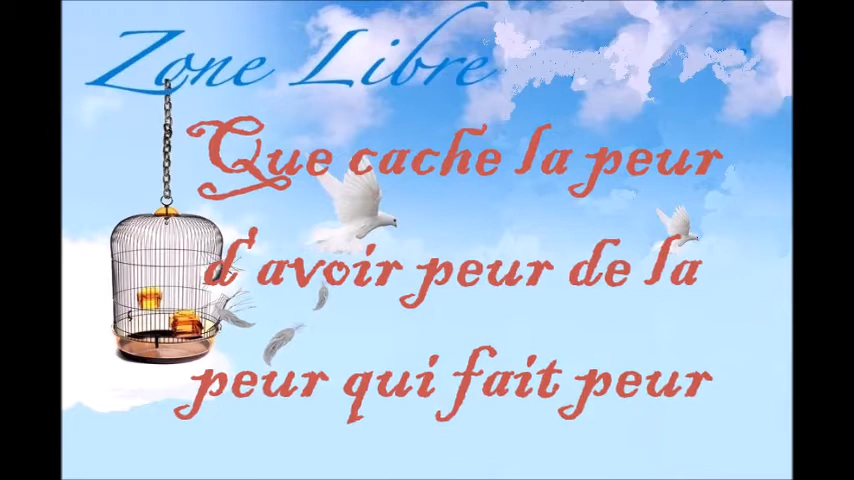 Zone Libre
Que cache la peur
d'avoir peur de la
peur qui fait peur